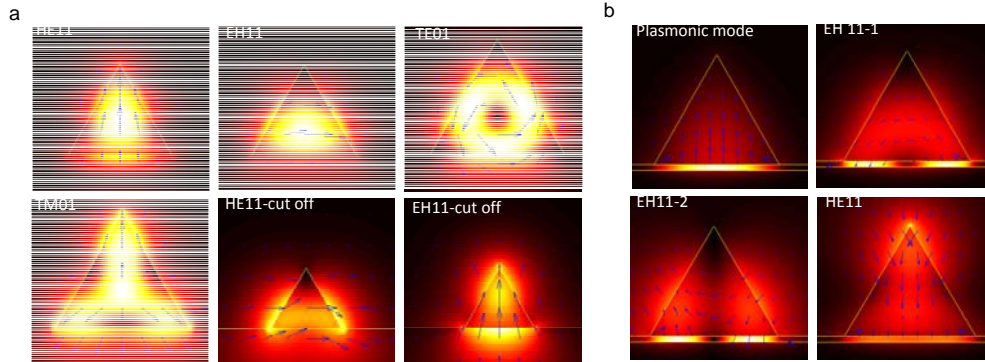 a
HE11
EH11
TE01
TM01
HE11-cut off
EH11-cut off
b
Plasmonic mode
EH 11-1
EH11-2
HE11